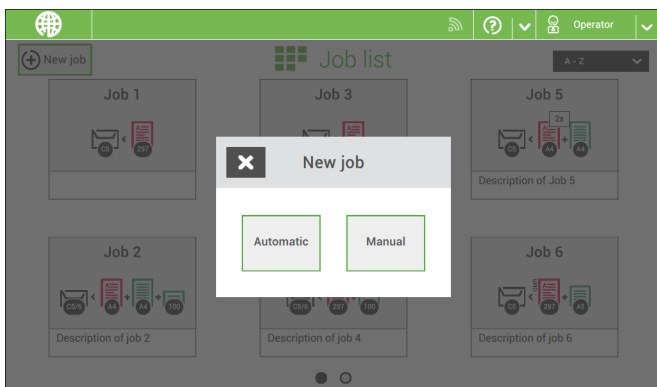 Operator
New job
Job list
A - Z
Job 1
C5
297
Job 3
Job 5
2x
C5
A4
A4
Description of Job 5
New job
Automatic
Manual
Job 2
C5/6
A4
A4
100
Description of job 2
C5/6
297
100
Description of job 4
Job 6
OMR
C5
297
A5
Description of job 6